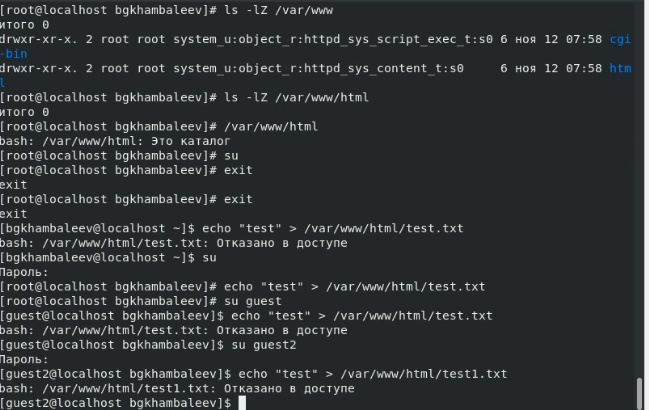 [root@localhost bgkhambaleev]# ls -lZ /var/www
итого 0
drwxr-xr-x. 2 root root system_u:object_r:httpd_sys_script_exec_t:s0 6 ноя 12 07:58 cgi
-bin
drwxr-xr-x. 2 root root system_u:object_r:httpd_sys_content_t:s0     6 ноя 12 07:58 htm
l
[root@localhost bgkhambaleev]# ls -lZ /var/www/html
итого 0
[root@localhost bgkhambaleev]# /var/www/html
bash: /var/www/html: Это каталог
[root@localhost bgkhambaleev]# su
[root@localhost bgkhambaleev]# exit
exit
[root@localhost bgkhambaleev]# exit
exit
[bgkhambaleev@localhost ~]$ echo "test" > /var/www/html/test.txt
bash: /var/www/html/test.txt: Отказано в доступе
[bgkhambaleev@localhost ~]$ su
Пароль:
[root@localhost bgkhambaleev]# echo "test" > /var/www/html/test.txt
[root@localhost bgkhambaleev]# su guest
[guest@localhost bgkhambaleev]$ echo "test" > /var/www/html/test.txt
bash: /var/www/html/test.txt: Отказано в доступе
[guest@localhost bgkhambaleev]$ su guest2
Пароль:
[guest2@localhost bgkhambaleev]$ echo "test" > /var/www/html/test1.txt
bash: /var/www/html/test1.txt: Отказано в доступе
[guest2@localhost bgkhambaleev]$